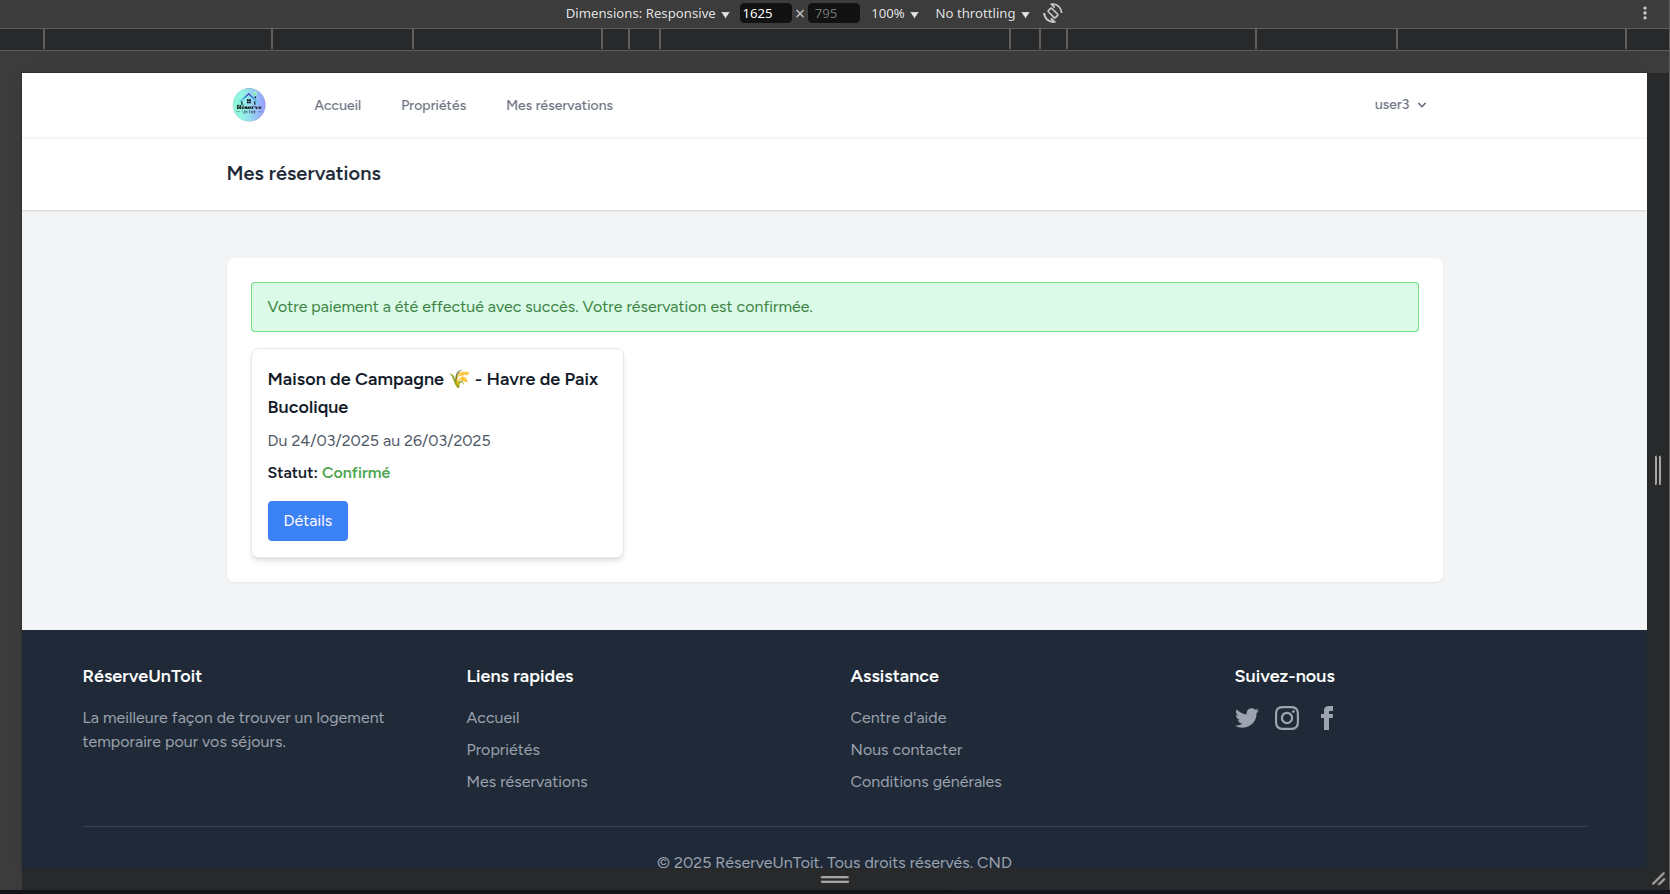 Dimensions: Responsive 1625 × 795 100% No throttling
Réserve
Un Toit
Accueil Propriétés Mes réservations user3
Mes réservations
Votre paiement a été effectué avec succès. Votre réservation est confirmée.
Maison de Campagne 🌾 - Havre de Paix
Bucolique
Du 24/03/2025 au 26/03/2025
Statut: Confirmé
Détails
RéserveUnToit
La meilleure façon de trouver un logement
temporaire pour vos séjours.
Liens rapides
Accueil
Propriétés
Mes réservations
Assistance
Centre d'aide
Nous contacter
Conditions générales
Suivez-nous
© 2025 RéserveUnToit. Tous droits réservés. CND